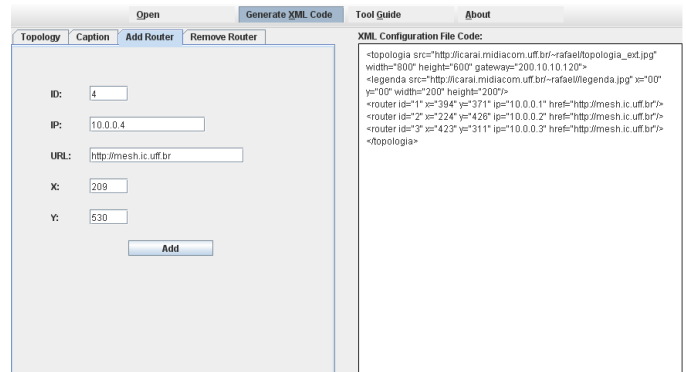 Open
Generate XML Code
Tool Guide
About
Topology
Caption
Add Router
Remove Router
ID:
4
IP:
10.0.0.4
URL:
http://mesh.ic.uff.br
X:
209
Y:
530
Add
XML Configuration File Code:
<topologia src="http://icarai.midiacom.uff.br/~rafael/topologia_ext.jpg"
width="800" height="600" gateway="200.10.10.120">
<legenda src="http://icarai.midiacom.uff.br/~rafael//legenda.jpg" x="00"
y="00" width="200" height="200"/>
<router id="1" x="394" y="371" ip="10.0.0.1" href="http://mesh.ic.uff.br"/>
<router id="2" x="224" y="426" ip="10.0.0.2" href="http://mesh.ic.uff.br"/>
<router id="3" x="423" y="311" ip="10.0.0.3" href="http://mesh.ic.uff.br"/>
</topologia>